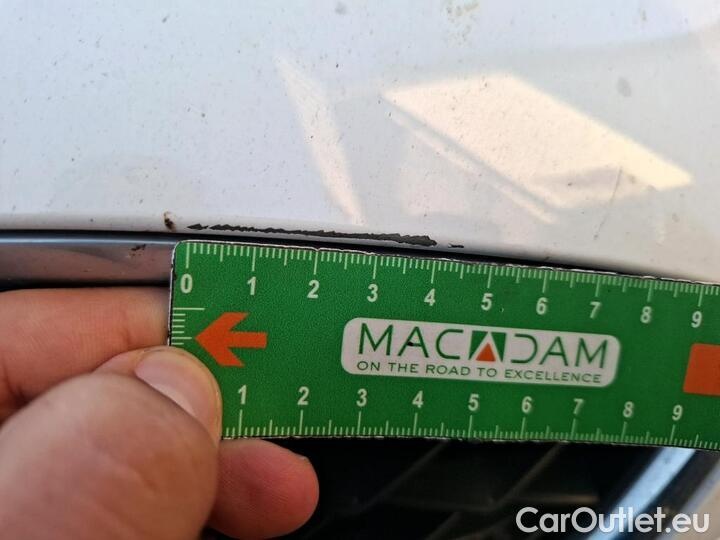 0 1 2 3 4 5 6 7 8 9
MACADAM
ON THE ROAD TO EXCELLENCE
1 2 3 4 5 6 7 8 9
CarOutlet.eu